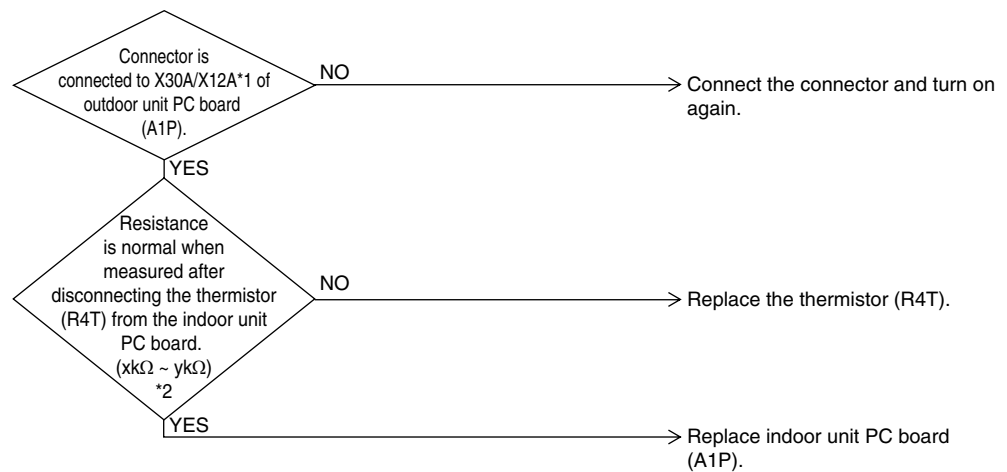 Connector is
connected to X30A/X12A*1 of
outdoor unit PC board
(A1P).
NO
Connect the connector and turn on
again.
YES
Resistance
is normal when
measured after
disconnecting the thermistor
(R4T) from the indoor unit
PC board.
(xkΩ ~ ykΩ)
*2
NO
Replace the thermistor (R4T).
YES
Replace indoor unit PC board
(A1P).